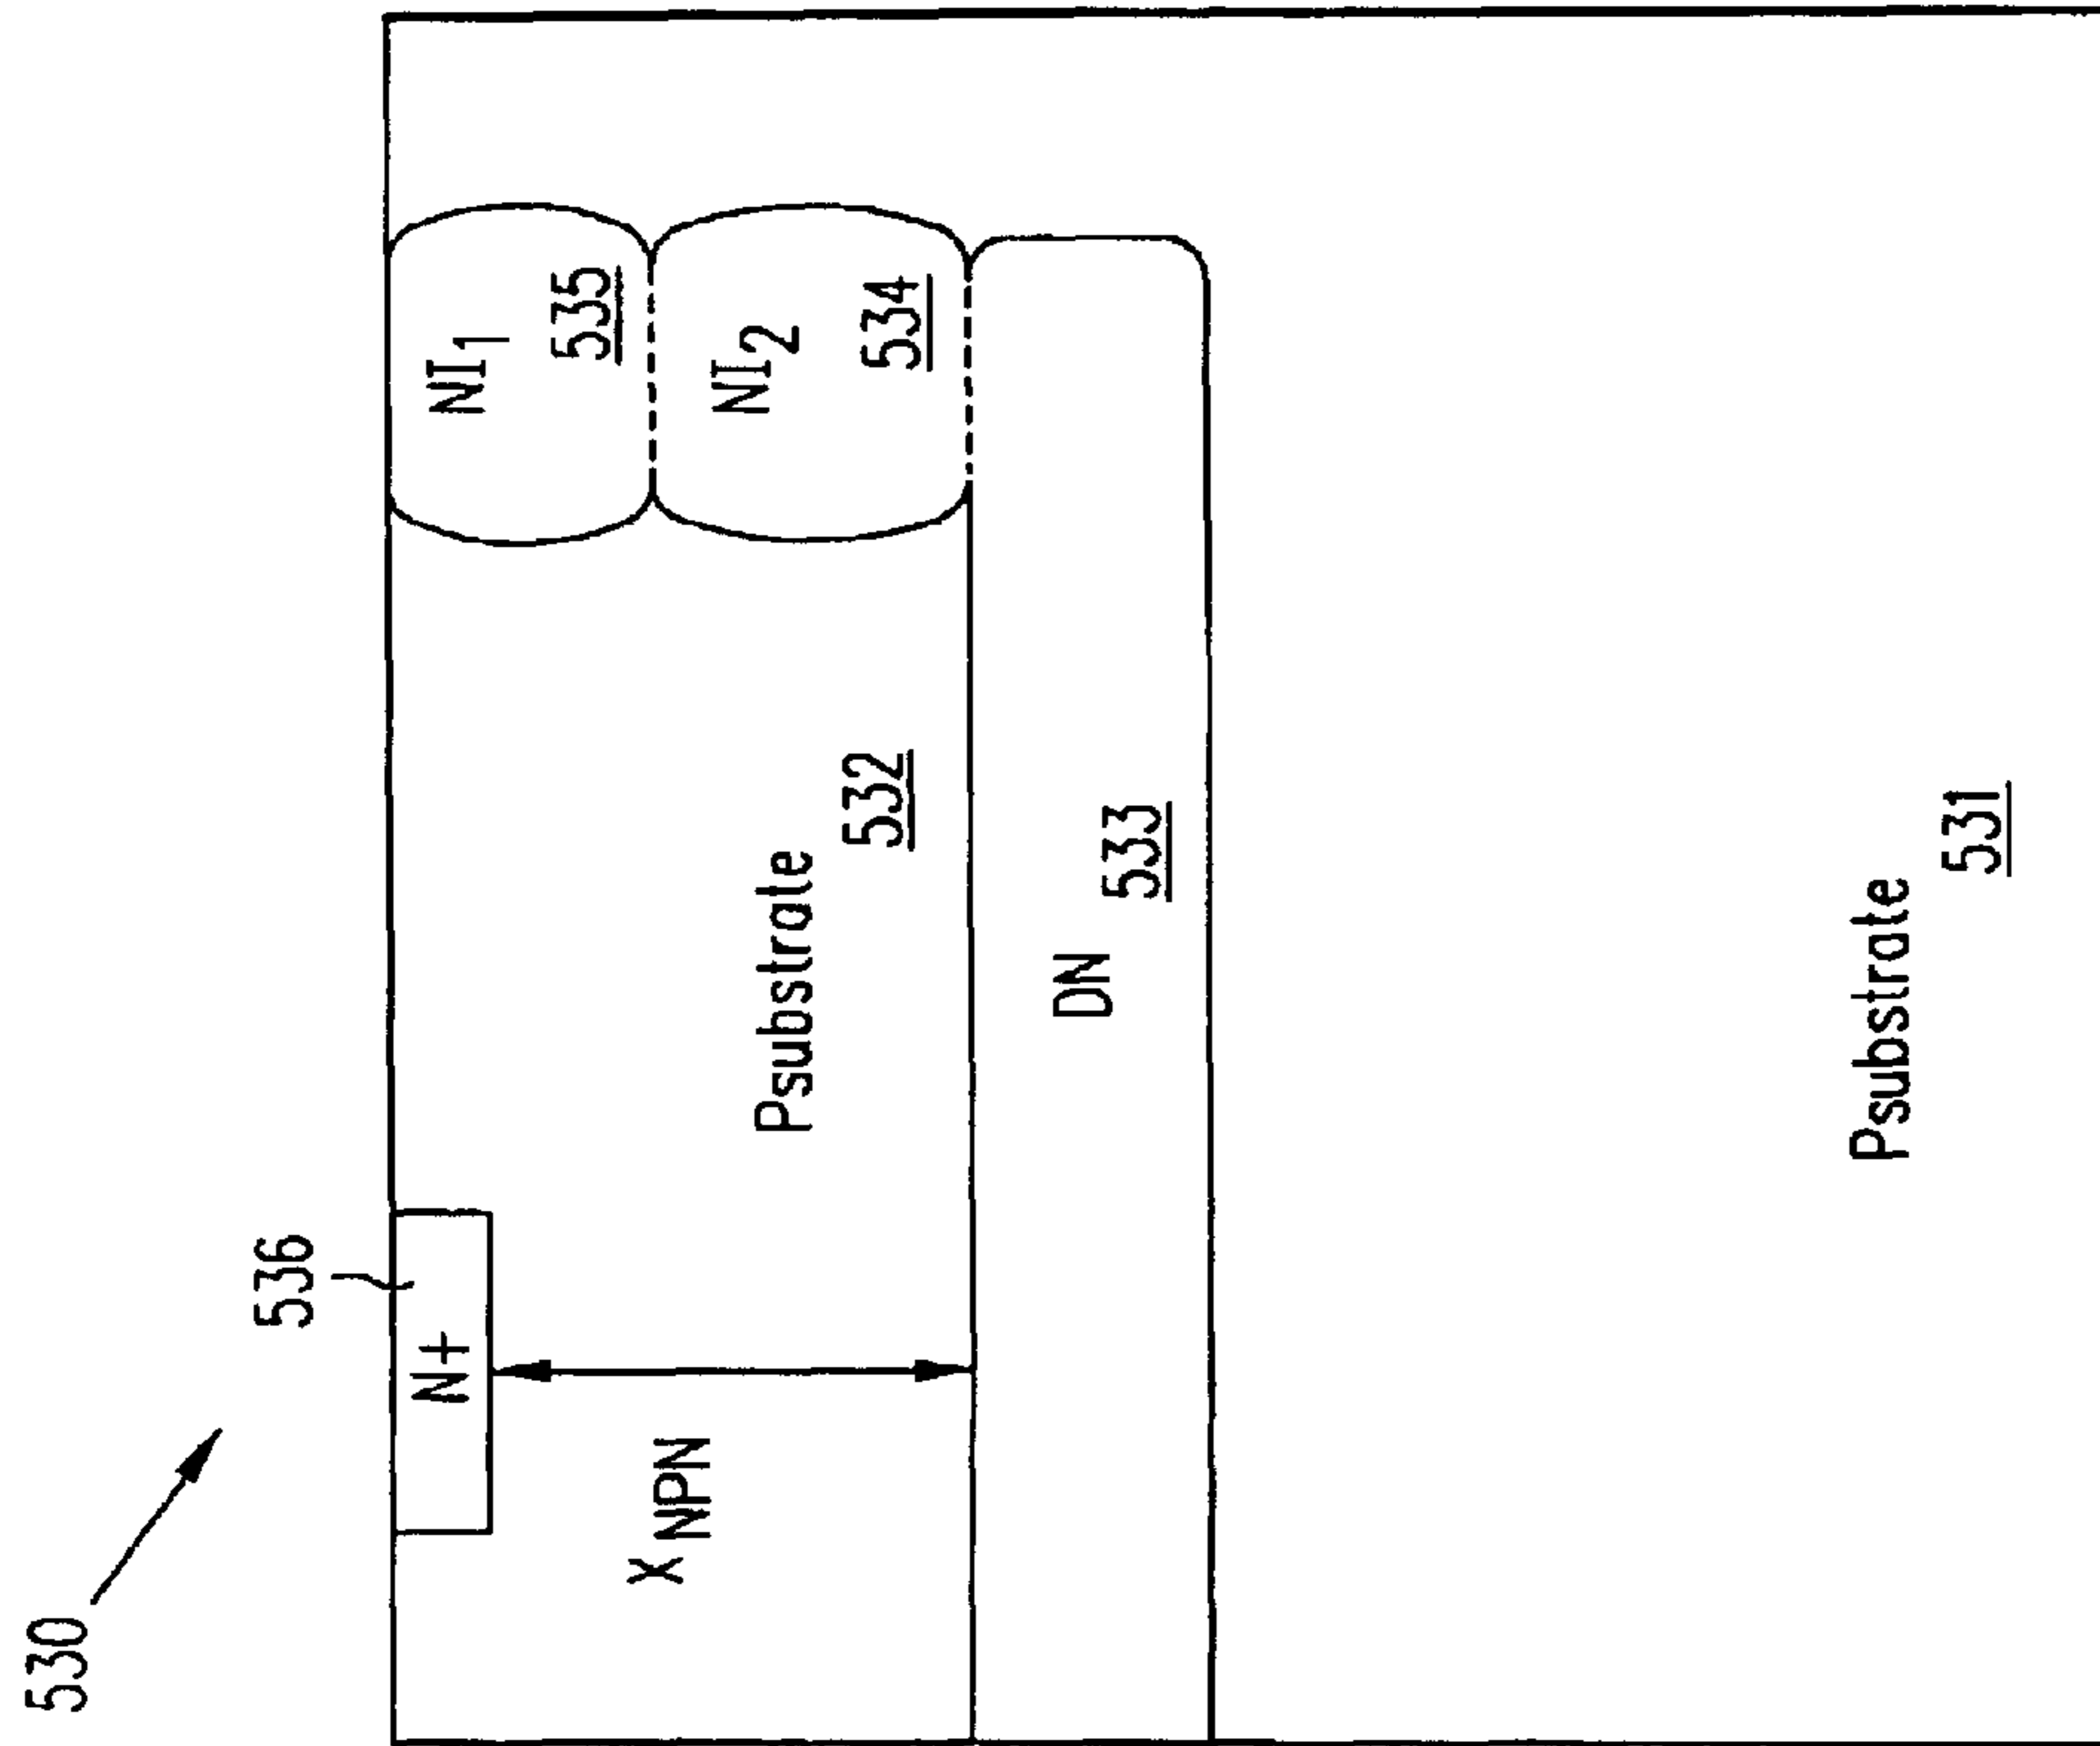 530
536
N+
X NPN
Psubstrate
532
NI1
535
NI2
534
DN
533
Psubstrate
531